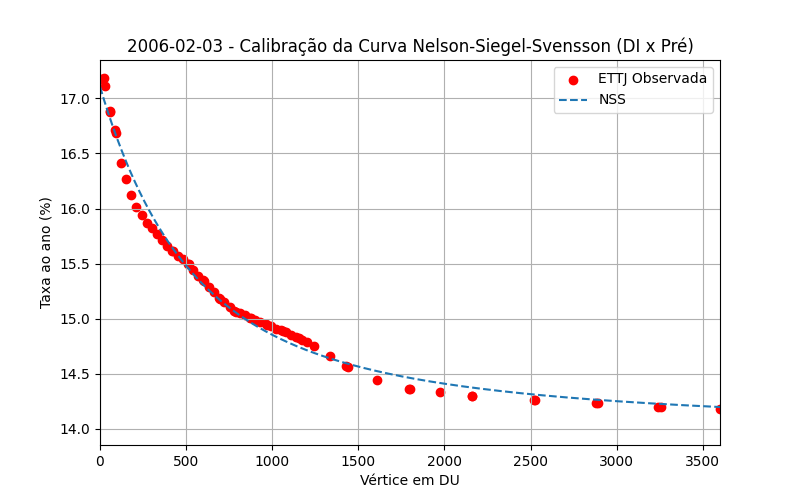 2006-02-03 - Calibração da Curva Nelson-Siegel-Svensson (DI x Pré)
ETTJ Observada
NSS
Taxa ao ano (%)
17.0
16.5
16.0
15.5
15.0
14.5
14.0
0 500 1000 1500 2000 2500 3000 3500
Vértice em DU